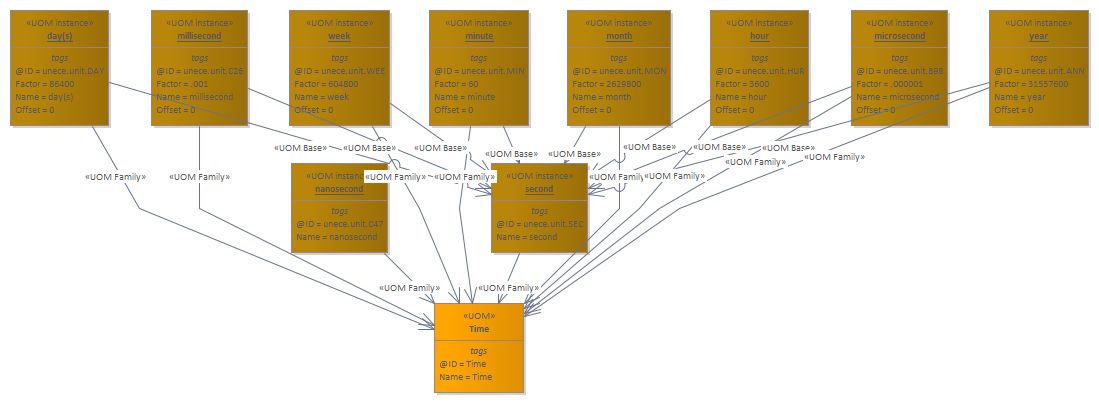 «UOM instance»
day(s)
tags
@ID = unece.unit.DAY
Factor = 86400
Name = day(s)
Offset = 0
«UOM instance»
millisecond
tags
@ID = unece.unit.C26
Factor = .001
Name = millisecond
Offset = 0
«UOM instance»
week
tags
@ID = unece.unit.WEE
Factor = 604800
Name = week
Offset = 0
«UOM instance»
minute
tags
@ID = unece.unit.MIN
Factor = 60
Name = minute
Offset = 0
«UOM instance»
month
tags
@ID = unece.unit.MON
Factor = 2629800
Name = month
Offset = 0
«UOM instance»
hour
tags
@ID = unece.unit.HUR
Factor = 3600
Name = hour
Offset = 0
«UOM instance»
microsecond
tags
@ID = unece.unit.B98
Factor = .000001
Name = microsecond
Offset = 0
«UOM instance»
year
tags
@ID = unece.unit.ANN
Factor = 31557600
Name = year
Offset = 0
«UOM Base»
«UOM Base»
«UOM Base»
«UOM Base»
«UOM Base»
«UOM Base»
«UOM Base»
«UOM Base»
«UOM Family»
«UOM Family»
«UOM Family»
«UOM Family»
«UOM Family»
«UOM Family»
«UOM Family»
«UOM Family»
«UOM instance»
nanosecond
tags
@ID = unece.unit.C47
Name = nanosecond
«UOM instance»
second
tags
@ID = unece.unit.SEC
Name = second
«UOM Family»
«UOM Family»
«UOM»
Time
tags
@ID = Time
Name = Time